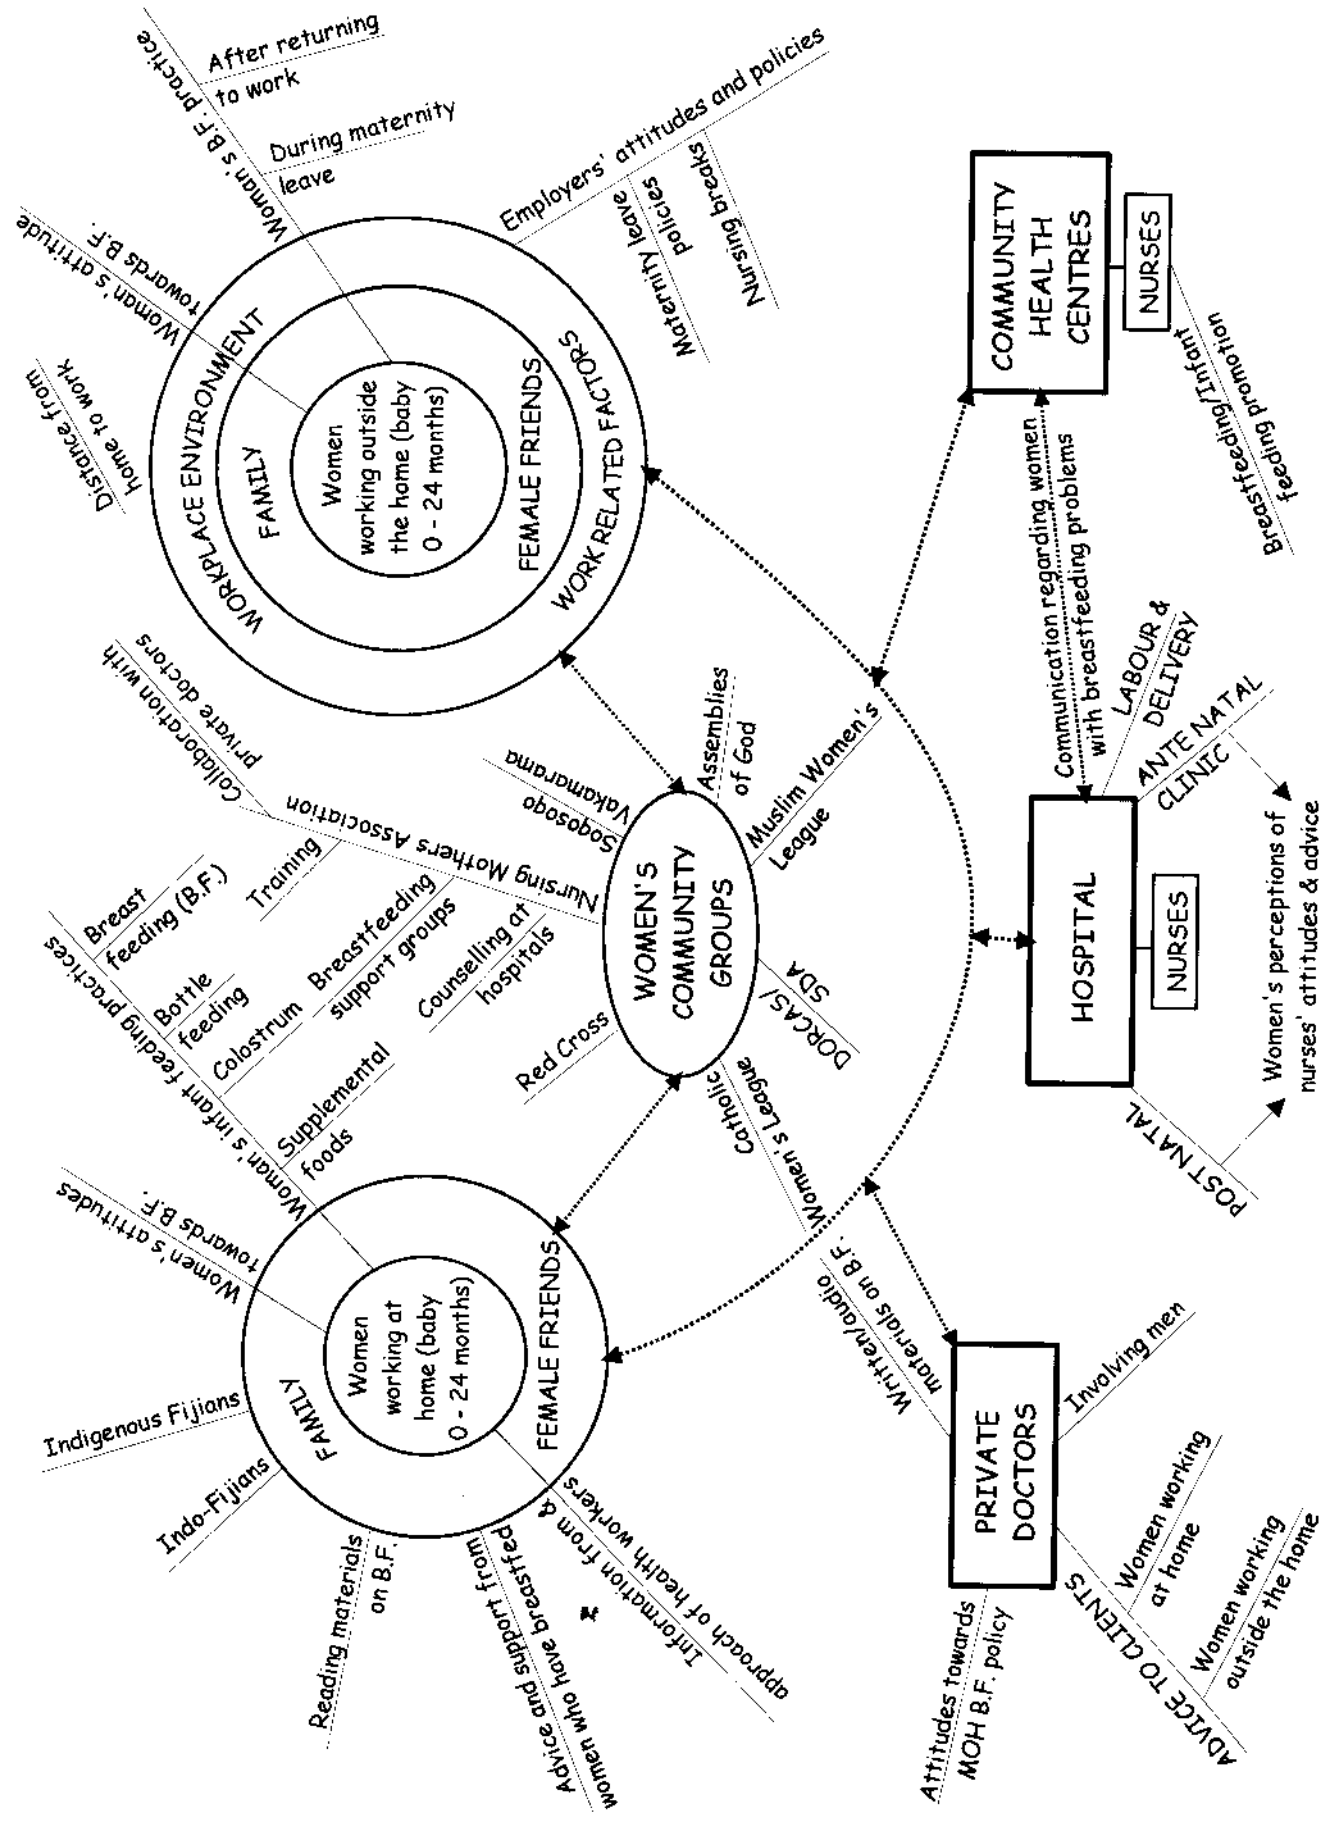 Indigenous Fijians
Indo-Fijians
Reading materials
on B.F.
Advice and support from
women who have breastfed
Information from &
approach of health workers
Women's attitudes
towards B.F.
Woman's infant feeding practices
Breast
feeding (B.F.)
Bottle
feeding
Colostrum
Supplemental
foods
FAMILY
Women
working at
home (baby
0 - 24 months)
FEMALE FRIENDS
Nursing Mothers Association
Collaboration with
private doctors
Training
Breastfeeding
support groups
Counselling at
hospitals
Red Cross
Soqosoqo
Vakamarama
WOMEN'S
COMMUNITY
GROUPS
Assemblies
of God
Muslim Women's
League
DORCAS/
SDA
Catholic
Women's League
Distance from
home to work
Woman's attitude
towards B.F.
Woman's B.F. practice
After returning
to work
During maternity
leave
WORKPLACE ENVIRONMENT
FAMILY
Women
working outside
the home (baby
0 - 24 months)
FEMALE FRIENDS
WORK RELATED FACTORS
Employers' attitudes and policies
Maternity leave
policies
Nursing breaks
Written/audio
materials on B.F.
PRIVATE
DOCTORS
Involving men
Attitudes towards
MOH B.F. policy
ADVICE TO CLIENTS
Women working
at home
Women working
outside the home
HOSPITAL
NURSES
POST NATAL
LABOUR &
DELIVERY
ANTE NATAL
CLINIC
Women's perceptions of
nurses' attitudes & advice
Communication regarding women
with breastfeeding problems
COMMUNITY
HEALTH
CENTRES
NURSES
Breastfeeding/Infant
feeding promotion